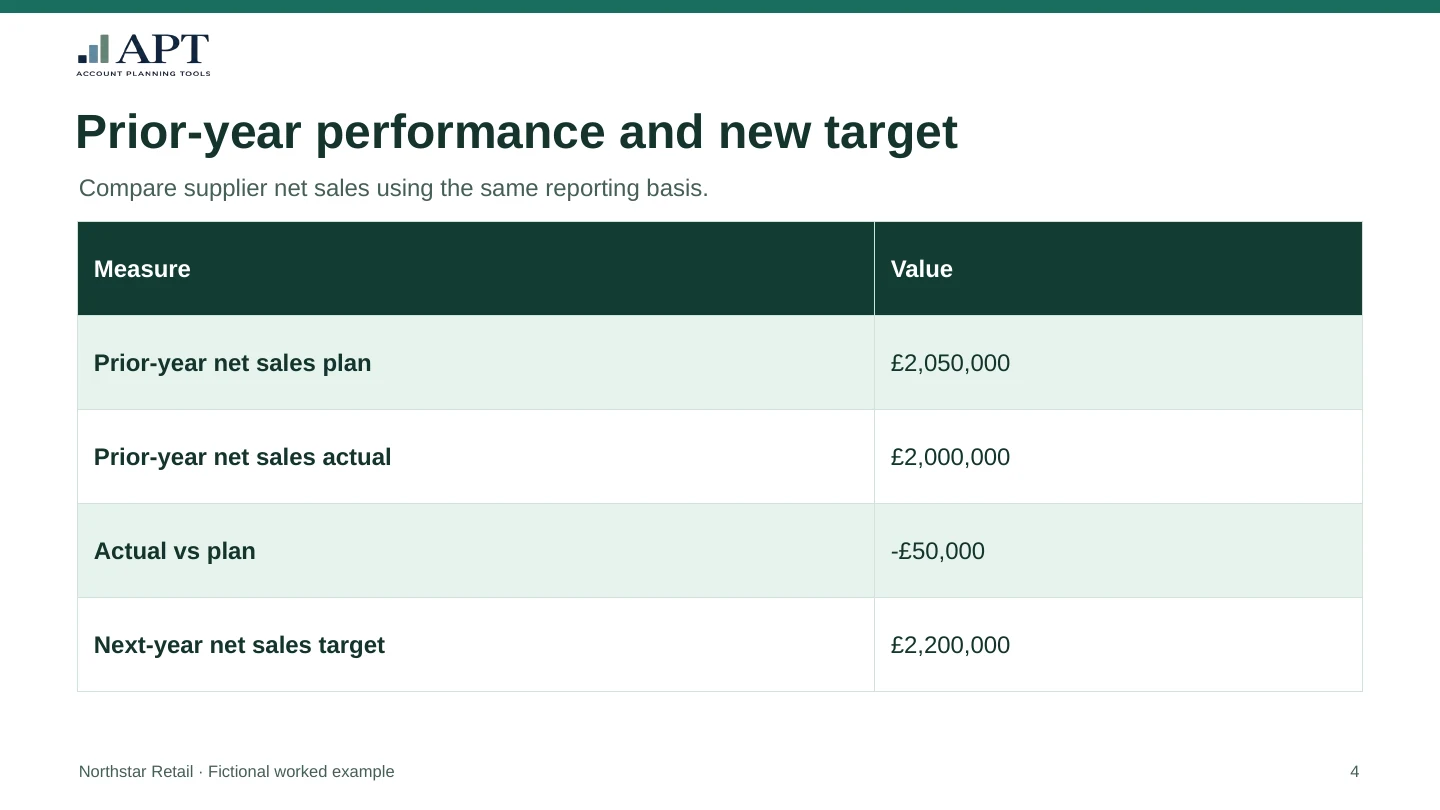 APT
ACCOUNT PLANNING TOOLS
Prior-year performance and new target
Compare supplier net sales using the same reporting basis.
Measure Value
Prior-year net sales plan £2,050,000
Prior-year net sales actual £2,000,000
Actual vs plan -£50,000
Next-year net sales target £2,200,000
Northstar Retail · Fictional worked example 4